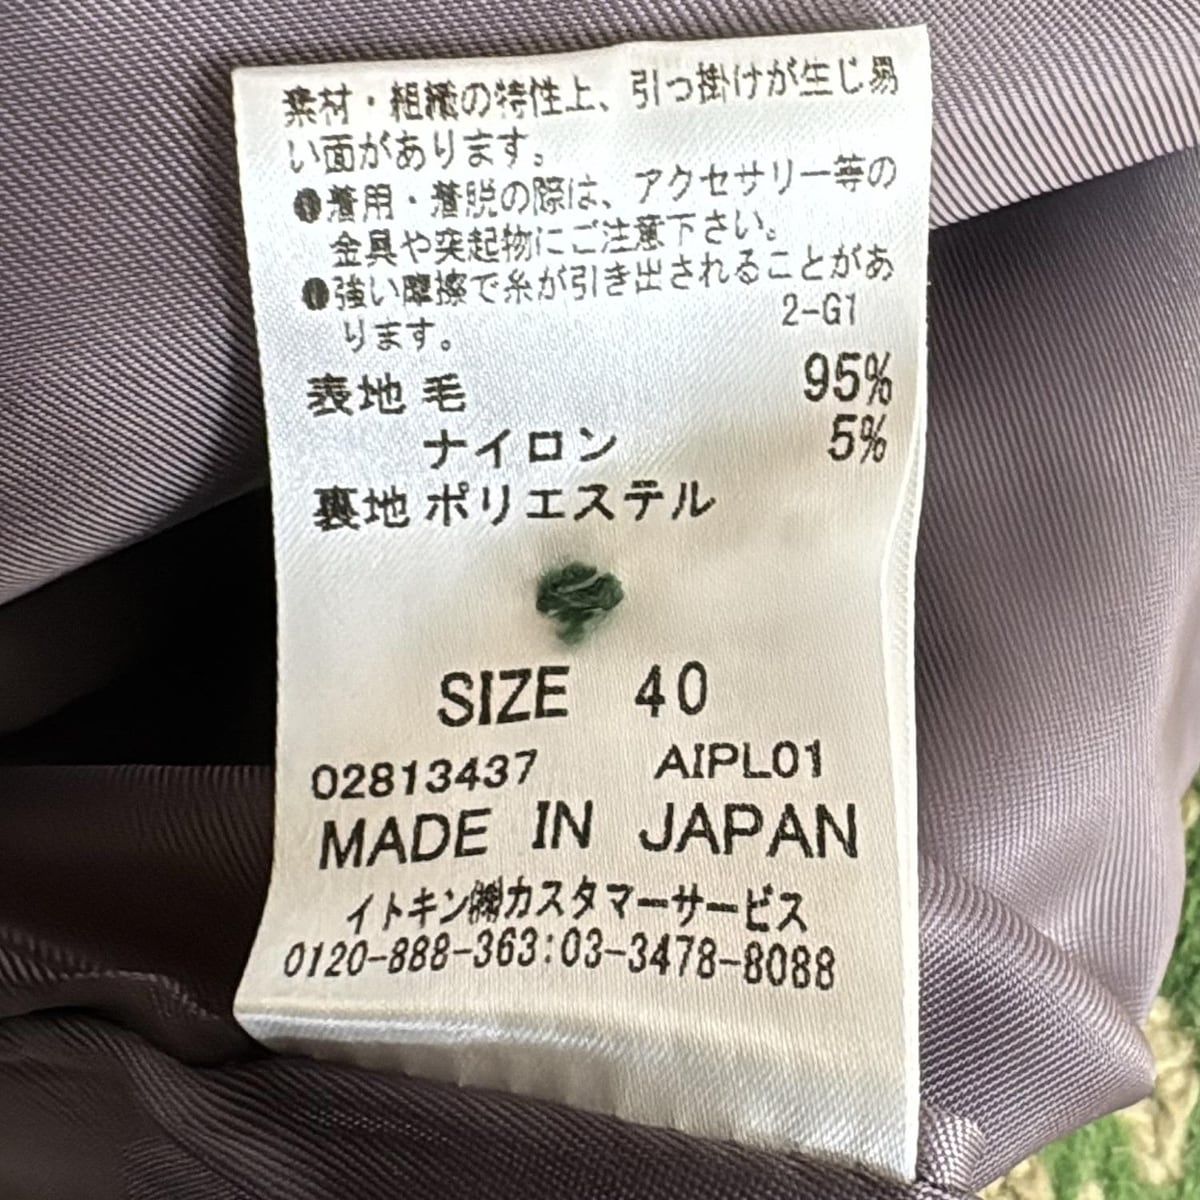 素材・組織の特性上、引っ掛けが生じ易
い面があります。
●着用・着脱の際は、アクセサリー等の
金具や突起物にご注意下さい。
●強い摩擦で糸が引き出されることがあ
ります。
2-G1
表地 毛 95%
ナイロン 5%
裏地 ポリエステル
SIZE 40
02813437 AIPL01
MADE IN JAPAN
イトキン㈱カスタマーサービス
0120-888-363:03-3478-8088